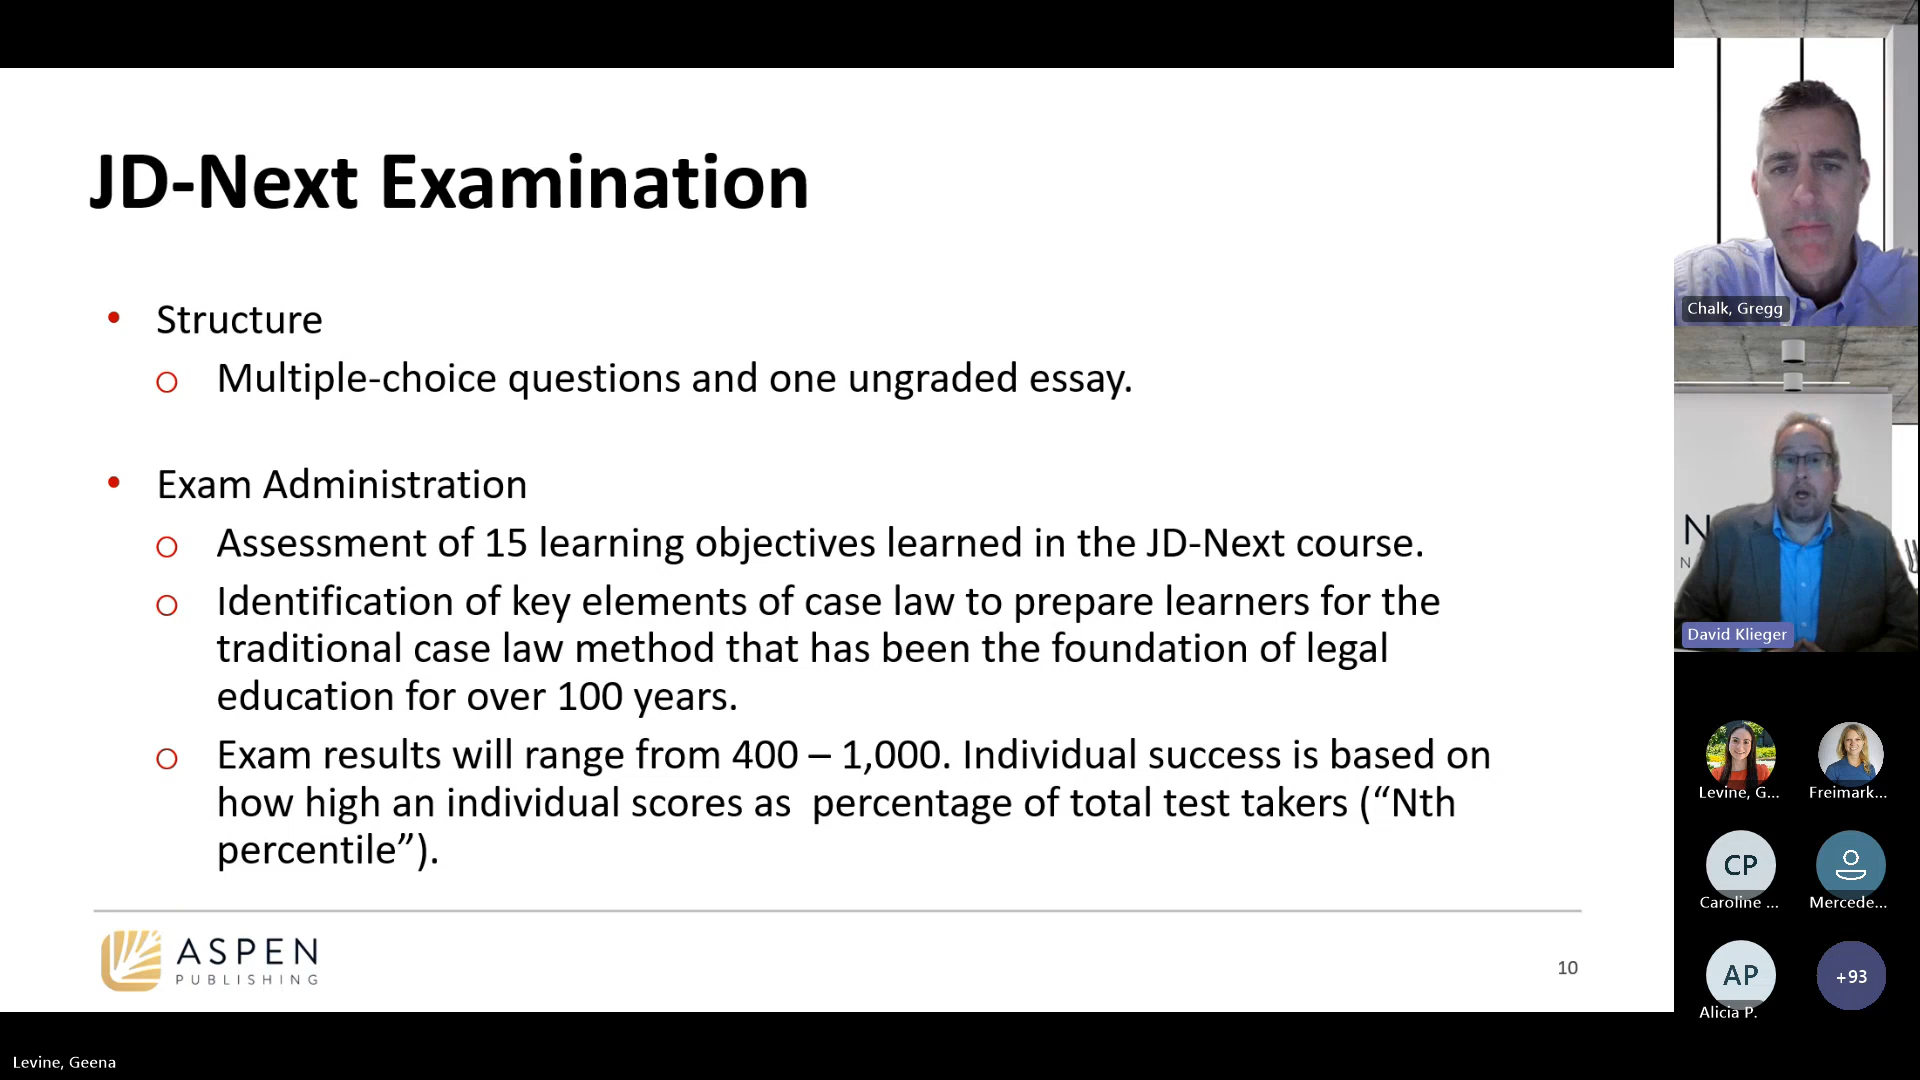 JD-Next Examination
• Structure
o Multiple-choice questions and one ungraded essay.
• Exam Administration
o Assessment of 15 learning objectives learned in the JD-Next course.
o Identification of key elements of case law to prepare learners for the
traditional case law method that has been the foundation of legal
education for over 100 years.
o Exam results will range from 400 – 1,000. Individual success is based on
how high an individual scores as  percentage of total test takers (“Nth
percentile”).
ASPEN
PUBLISHING
10
Chalk, Gregg
N
N
David Klieger
Levine, G...
Freimark...
CP
Caroline ...
Mercede...
AP
Alicia P.
+93
Levine, Geena